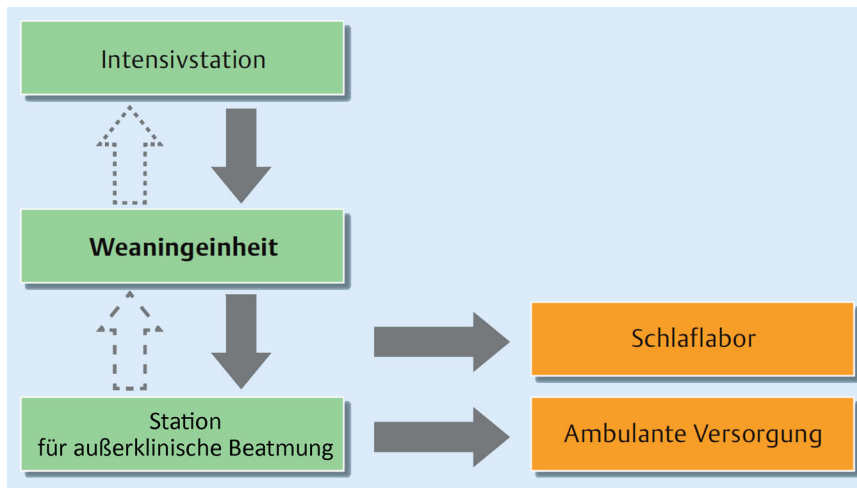 Intensivstation
Weaningeinheit
Schlaflabor
Station
für außerklinische Beatmung
Ambulante Versorgung